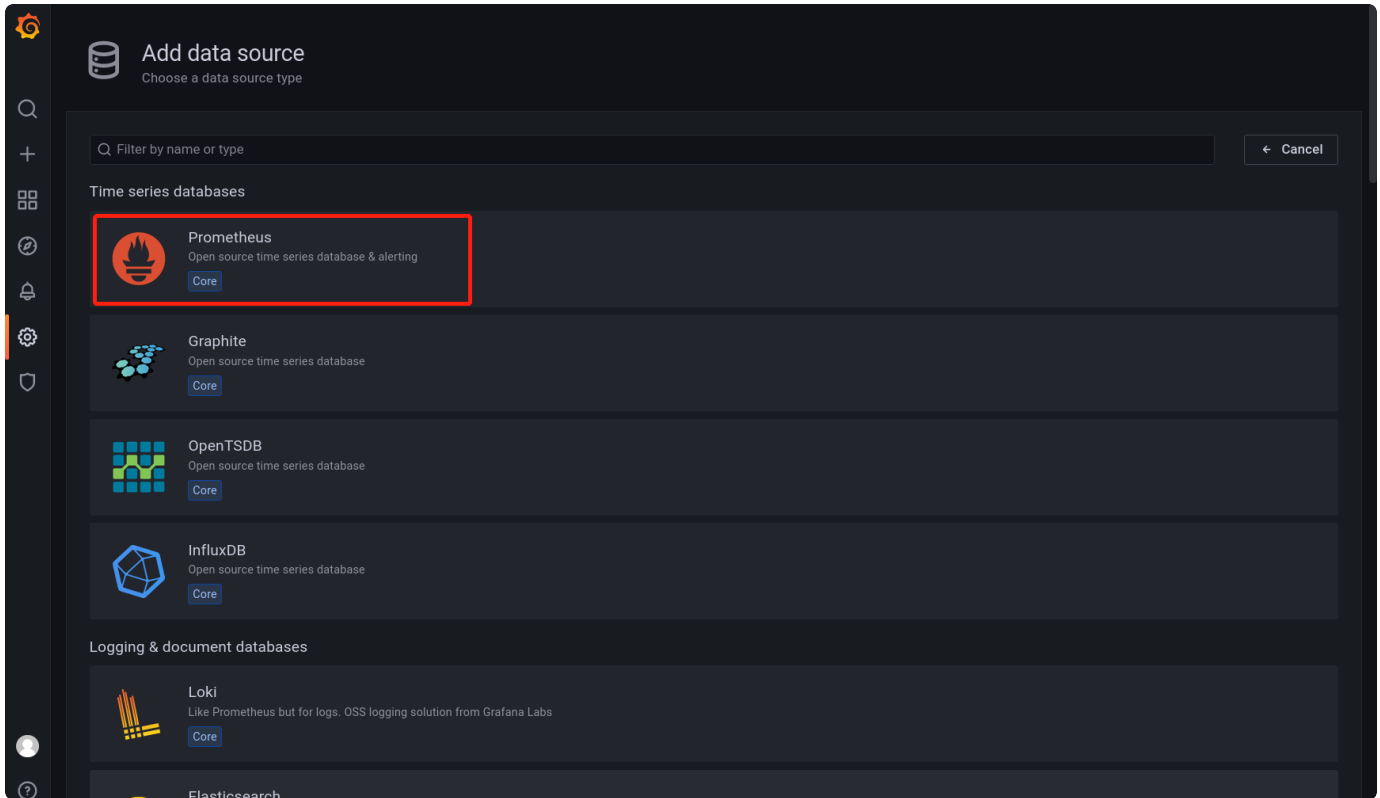 Add data source
Choose a data source type
Filter by name or type
Cancel
Time series databases
Prometheus
Open source time series database & alerting
Core
Graphite
Open source time series database
Core
OpenTSDB
Open source time series database
Core
InfluxDB
Open source time series database
Core
Logging & document databases
Loki
Like Prometheus but for logs. OSS logging solution from Grafana Labs
Core
Elasticsearch